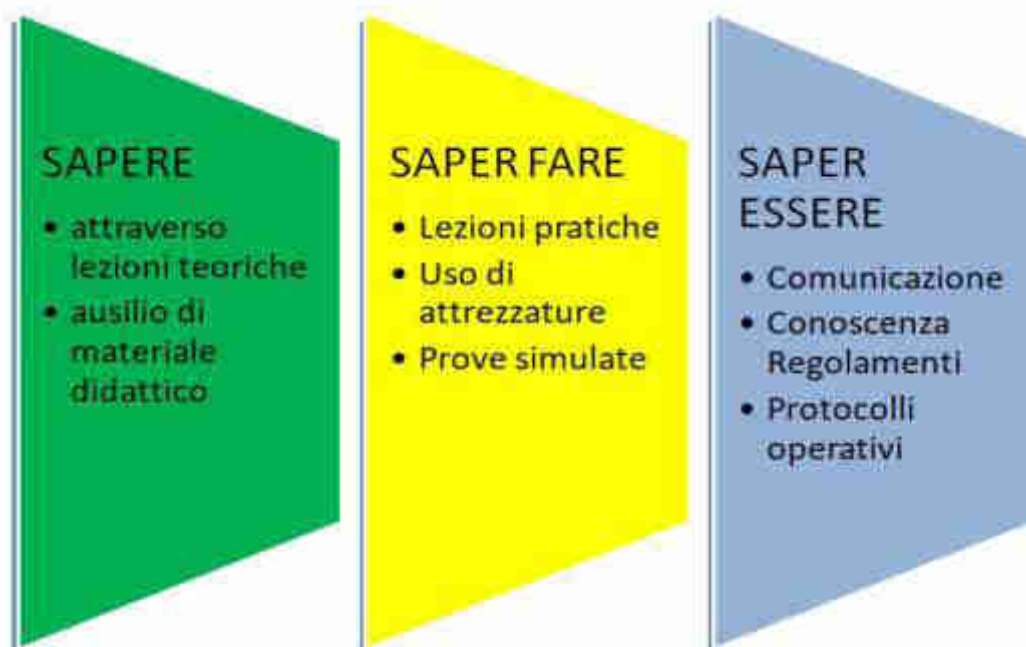 SAPERE
• attraverso
lezioni teoriche
• ausilio di
materiale
didattico
SAPER FARE
• Lezioni pratiche
• Uso di
attrezzature
• Prove simulate
SAPER
ESSERE
• Comunicazione
• Conoscenza
Regolamenti
• Protocolli
operativi